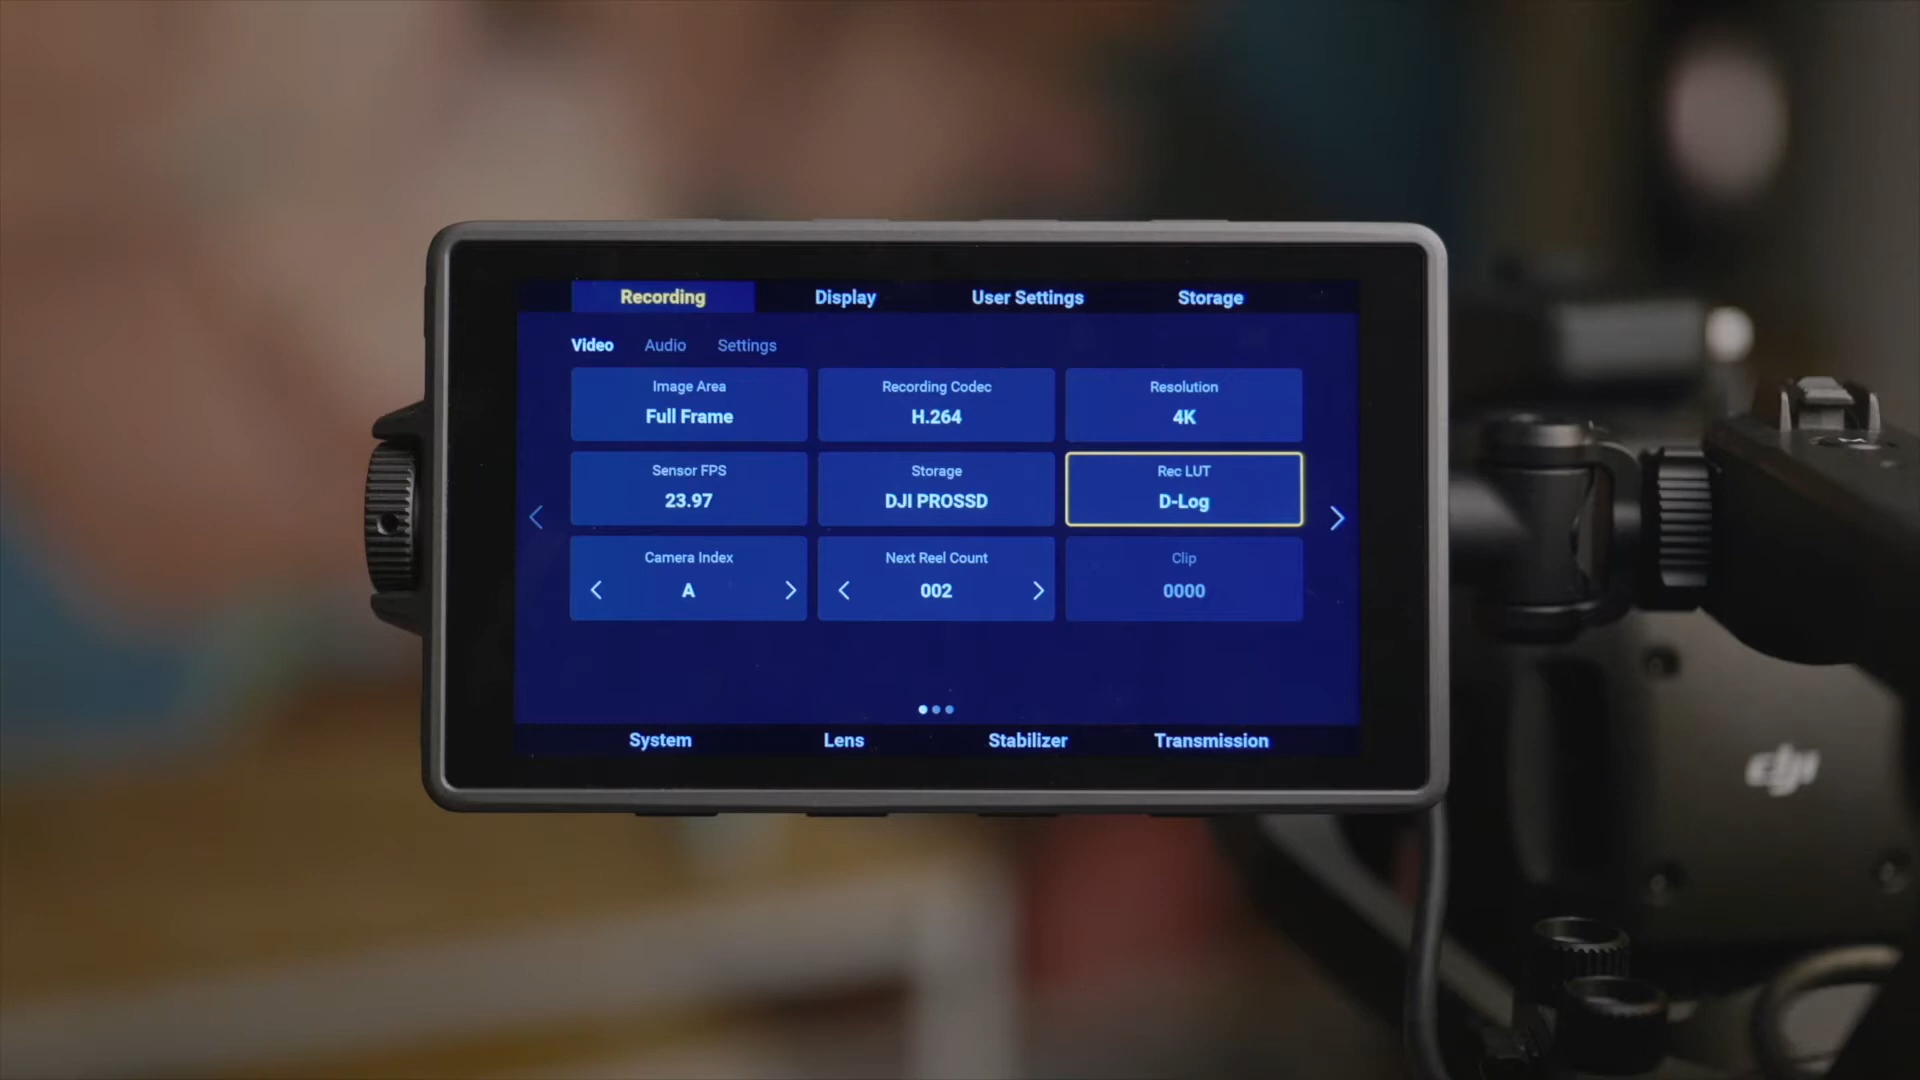 Recording Display User Settings Storage
Video Audio Settings
Image Area Recording Codec Resolution
Full Frame H.264 4K
Sensor FPS Storage Rec LUT
23.97 DJI PROSSD D-Log
Camera Index Next Reel Count Clip
A 002 0000
System Lens Stabilizer Transmission
dji